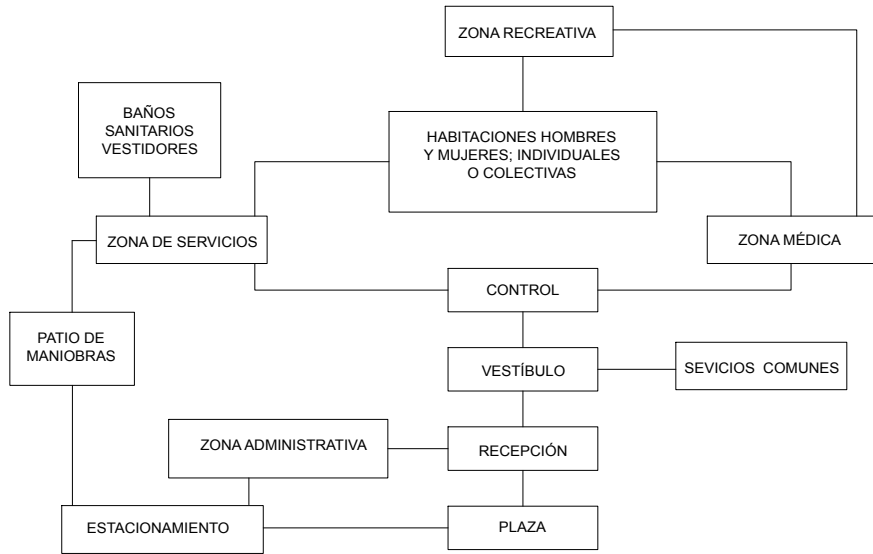 ZONA RECREATIVA
BAÑOS
SANITARIOS
VESTIDORES
HABITACIONES HOMBRES
Y MUJERES; INDIVIDUALES
O COLECTIVAS
ZONA DE SERVICIOS
ZONA MÉDICA
CONTROL
PATIO DE
MANIOBRAS
VESTÍBULO
SEVICIOS COMUNES
ZONA ADMINISTRATIVA
RECEPCIÓN
ESTACIONAMIENTO
PLAZA